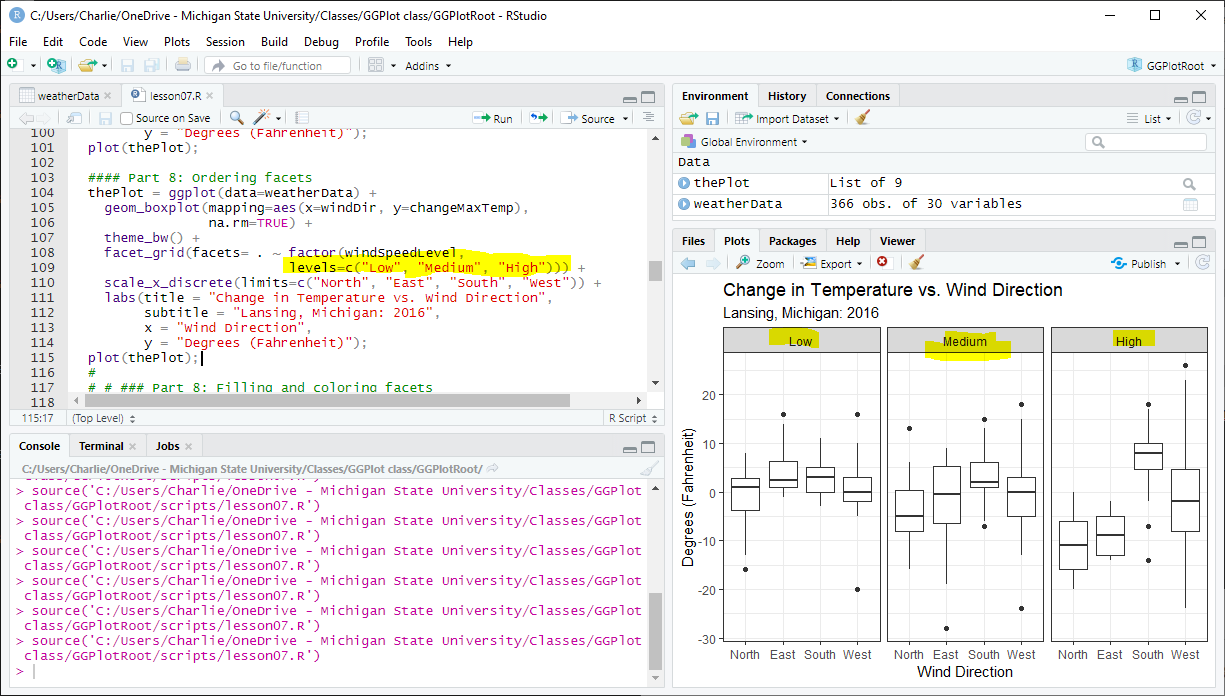 C:/Users/Charlie/OneDrive - Michigan State University/Classes/GGPlot class/GGPlotRoot - RStudio
File Edit Code View Plots Session Build Debug Profile Tools Help
Go to file/function Addins GGPlotRoot
weatherData lesson07.R
Source on Save Run Source
100 y = "Degrees (Fahrenheit)");
101 plot(thePlot);
102
103 #### Part 8: Ordering facets
104 thePlot = ggplot(data=weatherData) +
105 geom_boxplot(mapping=aes(x=windDir, y=changeMaxTemp),
106 na.rm=TRUE) +
107 theme_bw() +
108 facet_grid(facets= . ~ factor(windSpeedLevel,
109 levels=c("Low", "Medium", "High"))) +
110 scale_x_discrete(limits=c("North", "East", "South", "West")) +
111 labs(title = "Change in Temperature vs. Wind Direction",
112 subtitle = "Lansing, Michigan: 2016",
113 x = "Wind Direction",
114 y = "Degrees (Fahrenheit)");
115 plot(thePlot);
116 #
117 # # ### Part 8: Filling and coloring facets
118
115:17 (Top Level) R Script
Console Terminal Jobs
C:/Users/Charlie/OneDrive - Michigan State University/Classes/GGPlot class/GGPlotRoot/
class/GGPlotRoot/scripts/lesson07.R')
> source('C:/Users/Charlie/OneDrive - Michigan State University/Classes/GGPlot
class/GGPlotRoot/scripts/lesson07.R')
> source('C:/Users/Charlie/OneDrive - Michigan State University/Classes/GGPlot
class/GGPlotRoot/scripts/lesson07.R')
> source('C:/Users/Charlie/OneDrive - Michigan State University/Classes/GGPlot
class/GGPlotRoot/scripts/lesson07.R')
> source('C:/Users/Charlie/OneDrive - Michigan State University/Classes/GGPlot
class/GGPlotRoot/scripts/lesson07.R')
> source('C:/Users/Charlie/OneDrive - Michigan State University/Classes/GGPlot
class/GGPlotRoot/scripts/lesson07.R')
> source('C:/Users/Charlie/OneDrive - Michigan State University/Classes/GGPlot
class/GGPlotRoot/scripts/lesson07.R')
>
Environment History Connections
Import Dataset List
Global Environment
Data
thePlot List of 9
weatherData 366 obs. of 30 variables
Files Plots Packages Help Viewer
Zoom Export Publish
Change in Temperature vs. Wind Direction
Lansing, Michigan: 2016
Low Medium High
20
10
0
-10
-20
-30
Degrees (Fahrenheit)
North East South West North East South West North East South West
Wind Direction